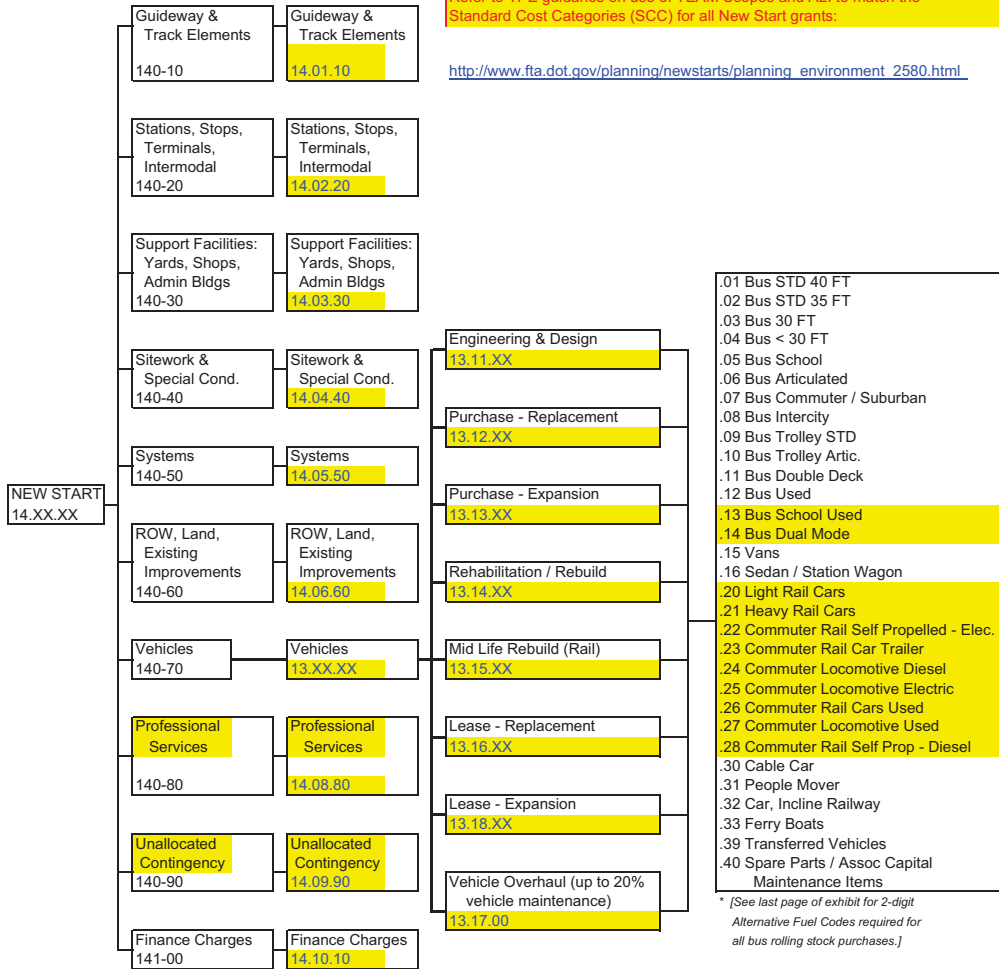 Refer to TPE guidance on use of TEAM Scopes and ALI to match the
Standard Cost Categories (SCC) for all New Start grants:
http://www.fta.dot.gov/planning/newstarts/planning_environment_2580.html
NEW START
14.XX.XX
Guideway &
Track Elements
140-10
Guideway &
Track Elements
14.01.10
Stations, Stops,
Terminals,
Intermodal
140-20
Stations, Stops,
Terminals,
Intermodal
14.02.20
Support Facilities:
Yards, Shops,
Admin Bldgs
140-30
Support Facilities:
Yards, Shops,
Admin Bldgs
14.03.30
Sitework &
Special Cond.
140-40
Sitework &
Special Cond.
14.04.40
Systems
140-50
Systems
14.05.50
ROW, Land,
Existing
Improvements
140-60
ROW, Land,
Existing
Improvements
14.06.60
Vehicles
140-70
Vehicles
13.XX.XX
Professional
Services
140-80
Professional
Services
14.08.80
Unallocated
Contingency
140-90
Unallocated
Contingency
14.09.90
Finance Charges
141-00
Finance Charges
14.10.10
Engineering & Design
13.11.XX
Purchase - Replacement
13.12.XX
Purchase - Expansion
13.13.XX
Rehabilitation / Rebuild
13.14.XX
Mid Life Rebuild (Rail)
13.15.XX
Lease - Replacement
13.16.XX
Lease - Expansion
13.18.XX
Vehicle Overhaul (up to 20%
vehicle maintenance)
13.17.00
.01 Bus STD 40 FT
.02 Bus STD 35 FT
.03 Bus 30 FT
.04 Bus < 30 FT
.05 Bus School
.06 Bus Articulated
.07 Bus Commuter / Suburban
.08 Bus Intercity
.09 Bus Trolley STD
.10 Bus Trolley Artic.
.11 Bus Double Deck
.12 Bus Used
.13 Bus School Used
.14 Bus Dual Mode
.15 Vans
.16 Sedan / Station Wagon
.20 Light Rail Cars
.21 Heavy Rail Cars
.22 Commuter Rail Self Propelled - Elec.
.23 Commuter Rail Car Trailer
.24 Commuter Locomotive Diesel
.25 Commuter Locomotive Electric
.26 Commuter Rail Cars Used
.27 Commuter Locomotive Used
.28 Commuter Rail Self Prop - Diesel
.30 Cable Car
.31 People Mover
.32 Car, Incline Railway
.33 Ferry Boats
.39 Transferred Vehicles
.40 Spare Parts / Assoc Capital
Maintenance Items
* [See last page of exhibit for 2-digit
Alternative Fuel Codes required for
all bus rolling stock purchases.]